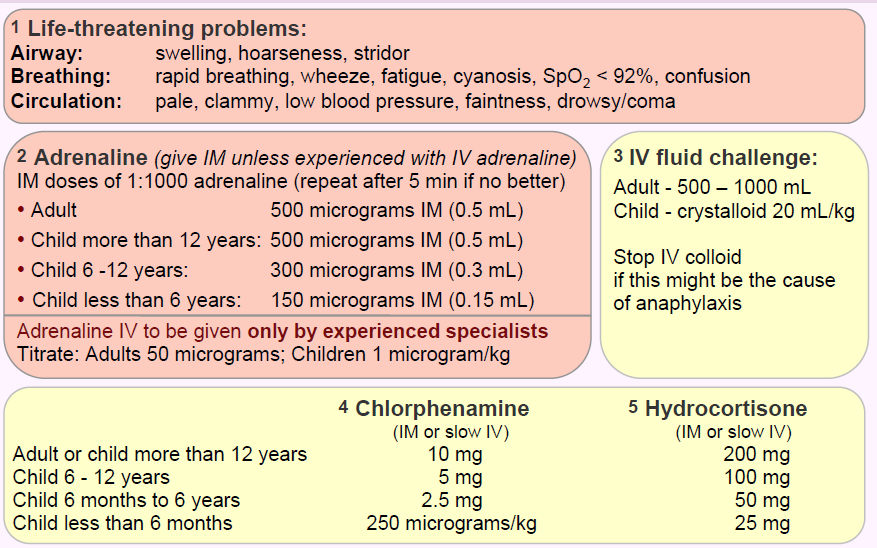 1 Life-threatening problems:
Airway: swelling, hoarseness, stridor
Breathing: rapid breathing, wheeze, fatigue, cyanosis, SpO2 < 92%, confusion
Circulation: pale, clammy, low blood pressure, faintness, drowsy/coma
2 Adrenaline (give IM unless experienced with IV adrenaline)
IM doses of 1:1000 adrenaline (repeat after 5 min if no better)
• Adult 500 micrograms IM (0.5 mL)
• Child more than 12 years: 500 micrograms IM (0.5 mL)
• Child 6 -12 years: 300 micrograms IM (0.3 mL)
• Child less than 6 years: 150 micrograms IM (0.15 mL)
Adrenaline IV to be given only by experienced specialists
Titrate: Adults 50 micrograms; Children 1 microgram/kg
3 IV fluid challenge:
Adult - 500 – 1000 mL
Child - crystalloid 20 mL/kg
Stop IV colloid
if this might be the cause
of anaphylaxis
4 Chlorphenamine 5 Hydrocortisone
(IM or slow IV) (IM or slow IV)
Adult or child more than 12 years 10 mg 200 mg
Child 6 - 12 years 5 mg 100 mg
Child 6 months to 6 years 2.5 mg 50 mg
Child less than 6 months 250 micrograms/kg 25 mg